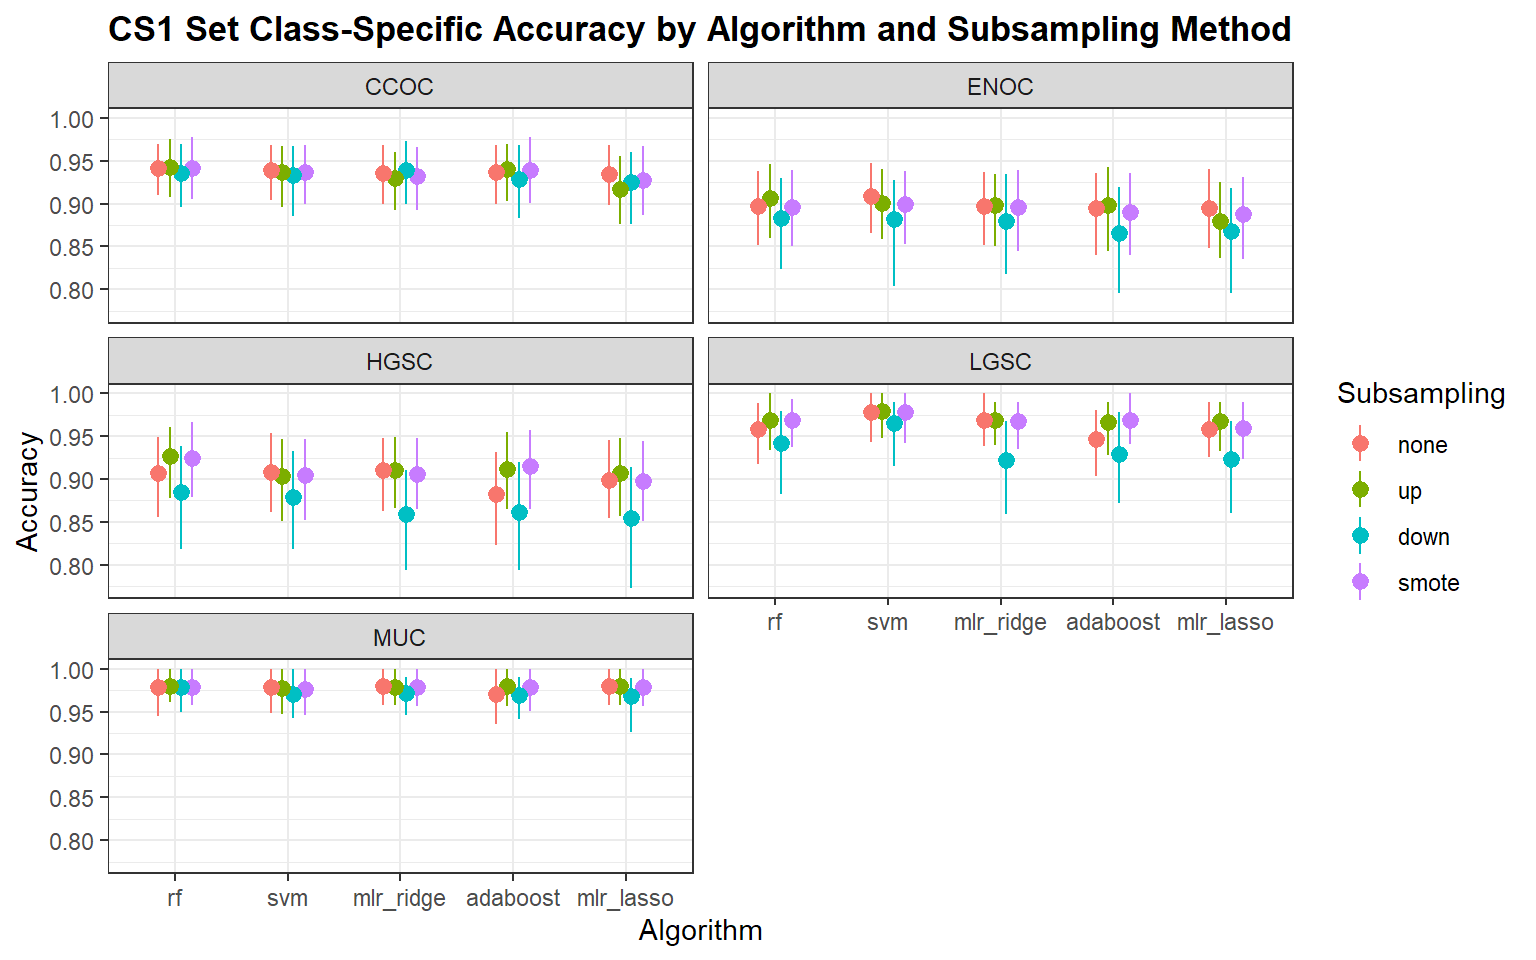 CS1 Set Class-Specific Accuracy by Algorithm and Subsampling Method
CCOC
ENOC
1.00
0.95
0.90
0.85
0.80
HGSC
LGSC
1.00
0.95
0.90
0.85
0.80
rf svm mlr_ridge adaboost mlr_lasso
MUC
1.00
0.95
0.90
0.85
0.80
rf svm mlr_ridge adaboost mlr_lasso
Algorithm
Accuracy
Subsampling
none
up
down
smote